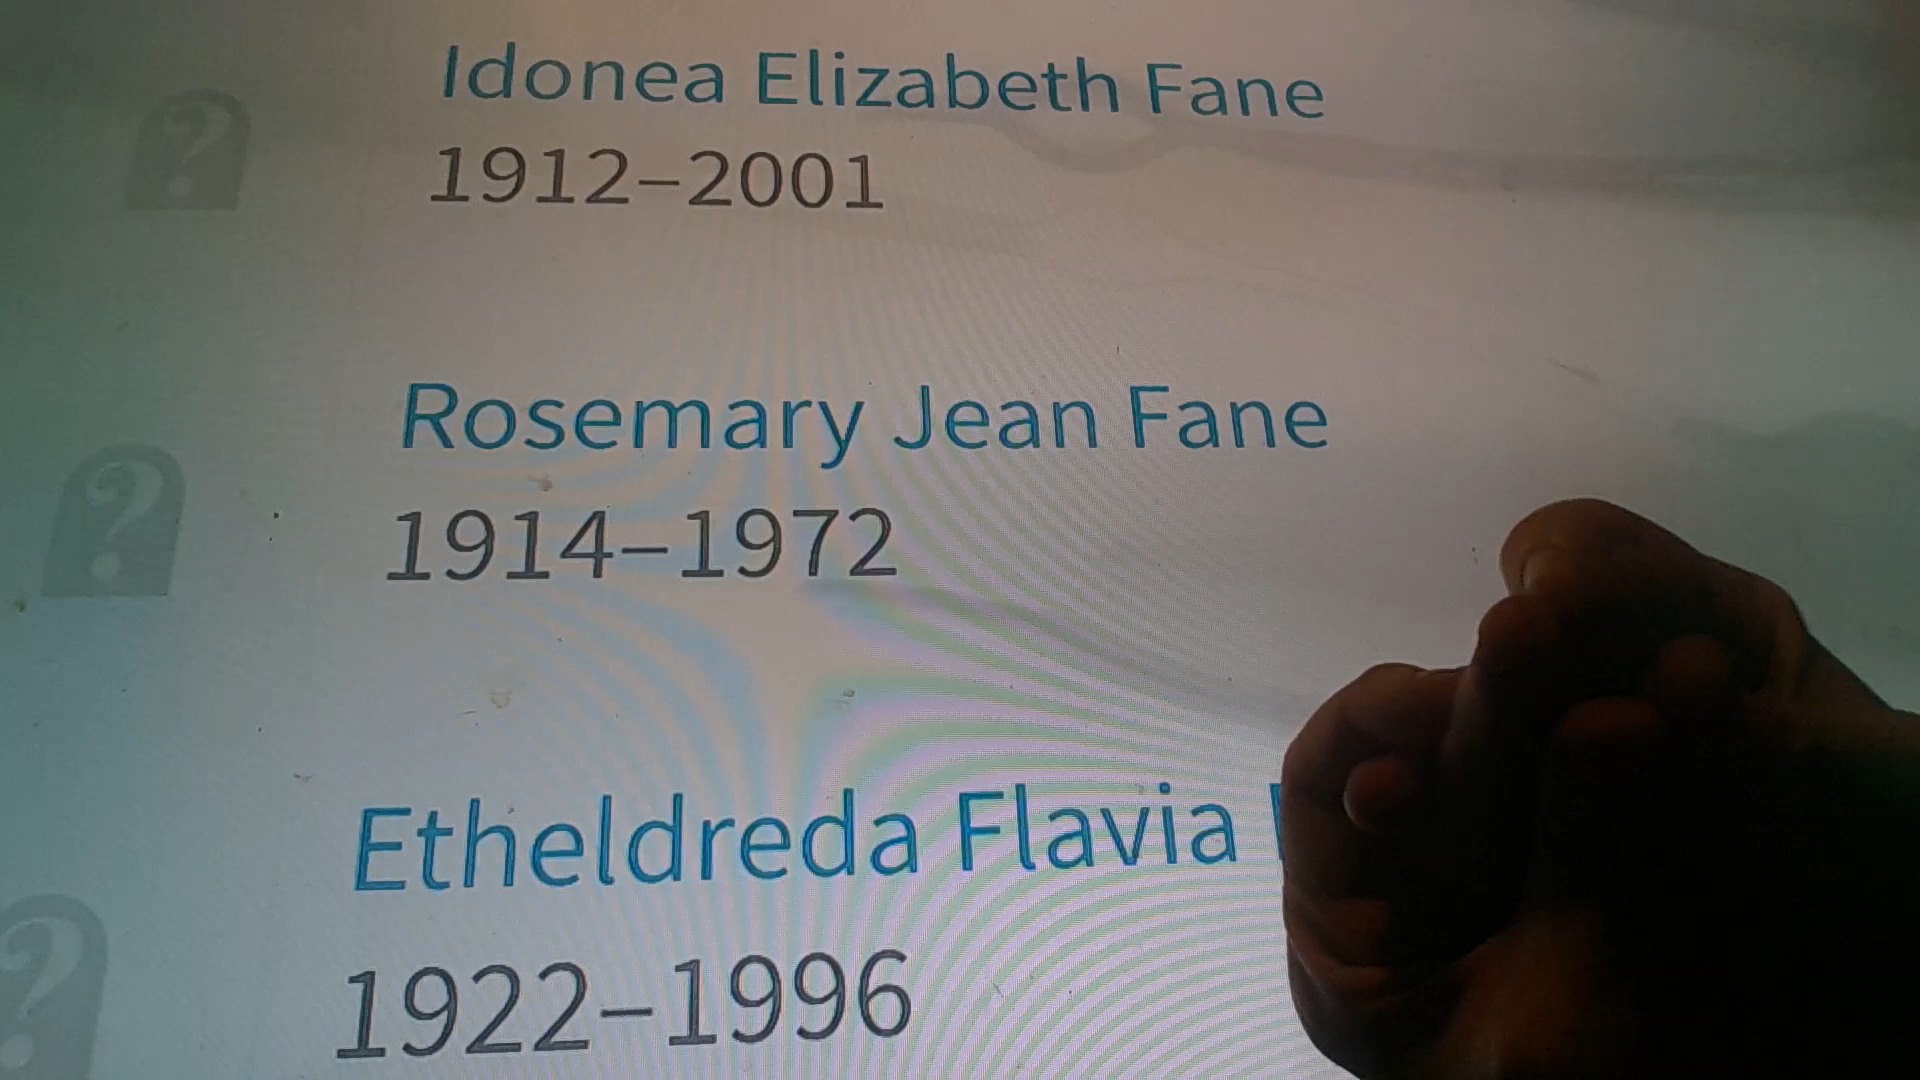 Idonea Elizabeth Fane
1912–2001
Rosemary Jean Fane
1914–1972
Etheldreda Flavia
1922–1996